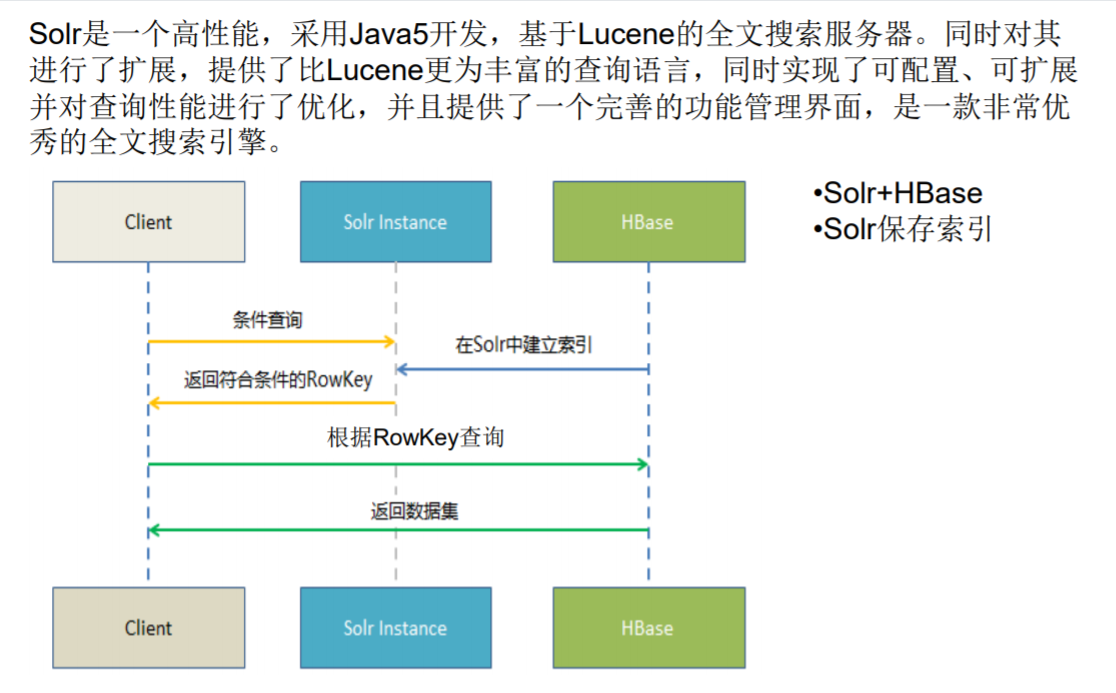 Solr是一个高性能，采用Java5开发，基于Lucene的全文搜索服务器。同时对其
进行了扩展，提供了比Lucene更为丰富的查询语言，同时实现了可配置、可扩展
并对查询性能进行了优化，并且提供了一个完善的功能管理界面，是一款非常优
秀的全文搜索引擎。
Client
Solr Instance
HBase
•Solr+HBase
•Solr保存索引
条件查询
在Solr中建立索引
返回符合条件的RowKey
根据RowKey查询
返回数据集
Client
Solr Instance
HBase